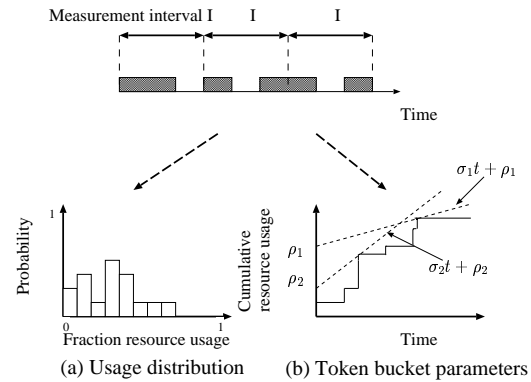 Measurement interval I I I
Time
Probability
1
0
1
Fraction resource usage
(a) Usage distribution
Cumulative
resource usage
ρ1
ρ2
σ1t + ρ1
σ2t + ρ2
Time
(b) Token bucket parameters